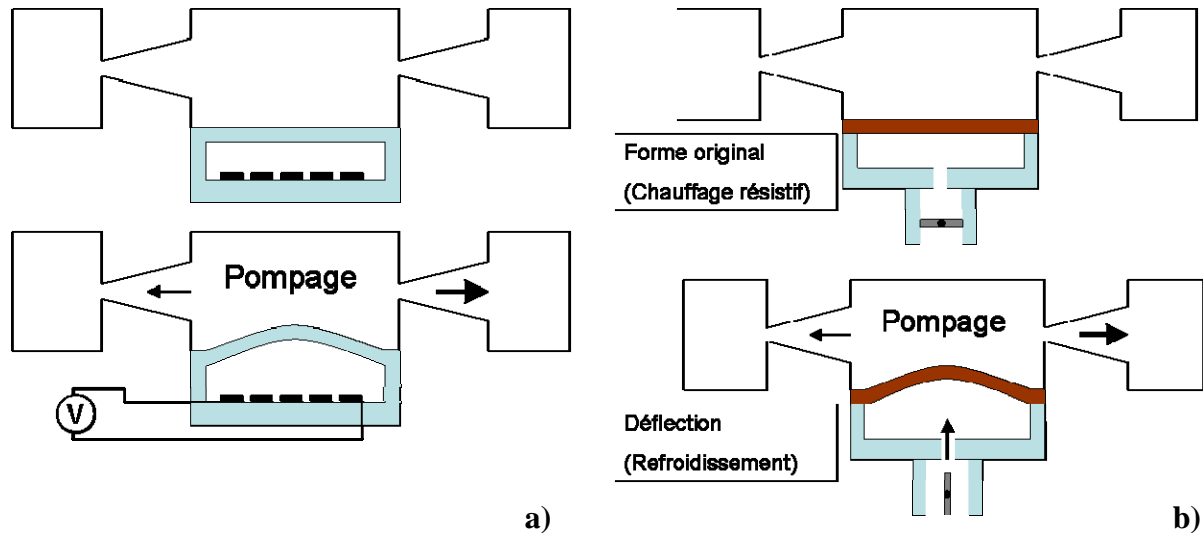 Pompage
V
a)
Forme original
(Chauffage résistif)
Pompage
Déflection
(Refroidissement)
b)